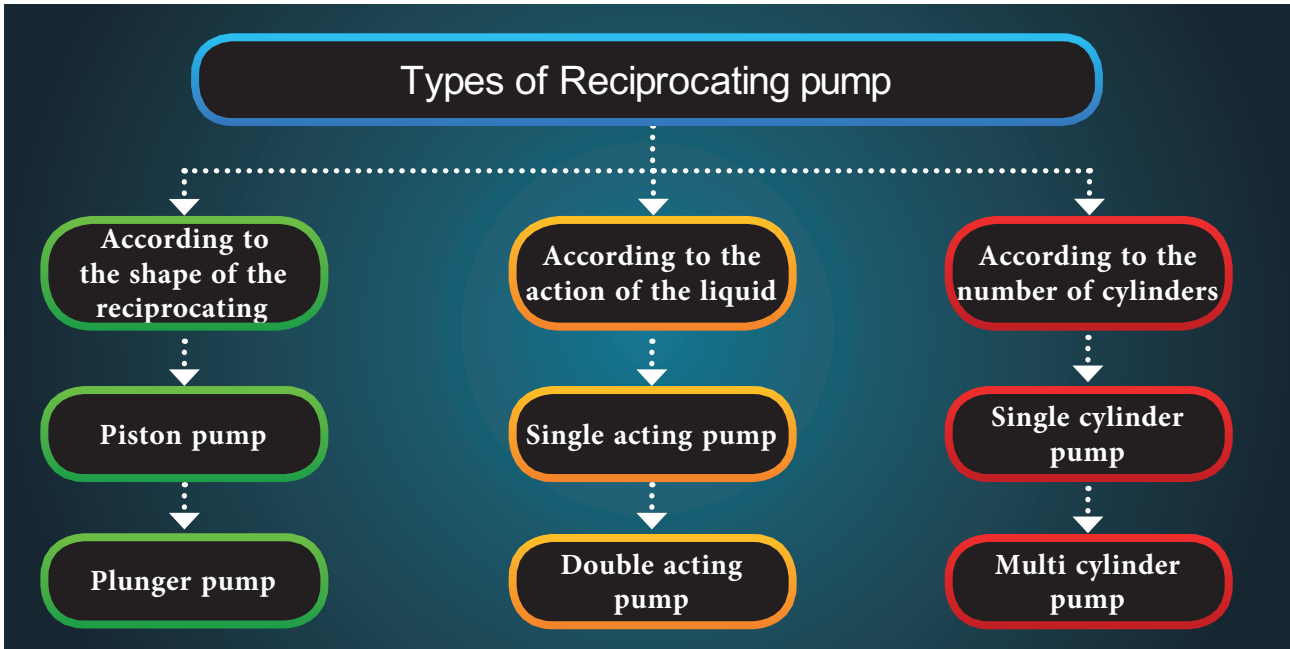 Types of Reciprocating pump
According to
the shape of the
reciprocating
According to the
action of the liquid
According to the
number of cylinders
Piston pump
Single acting pump
Single cylinder
pump
Plunger pump
Double acting
pump
Multi cylinder
pump